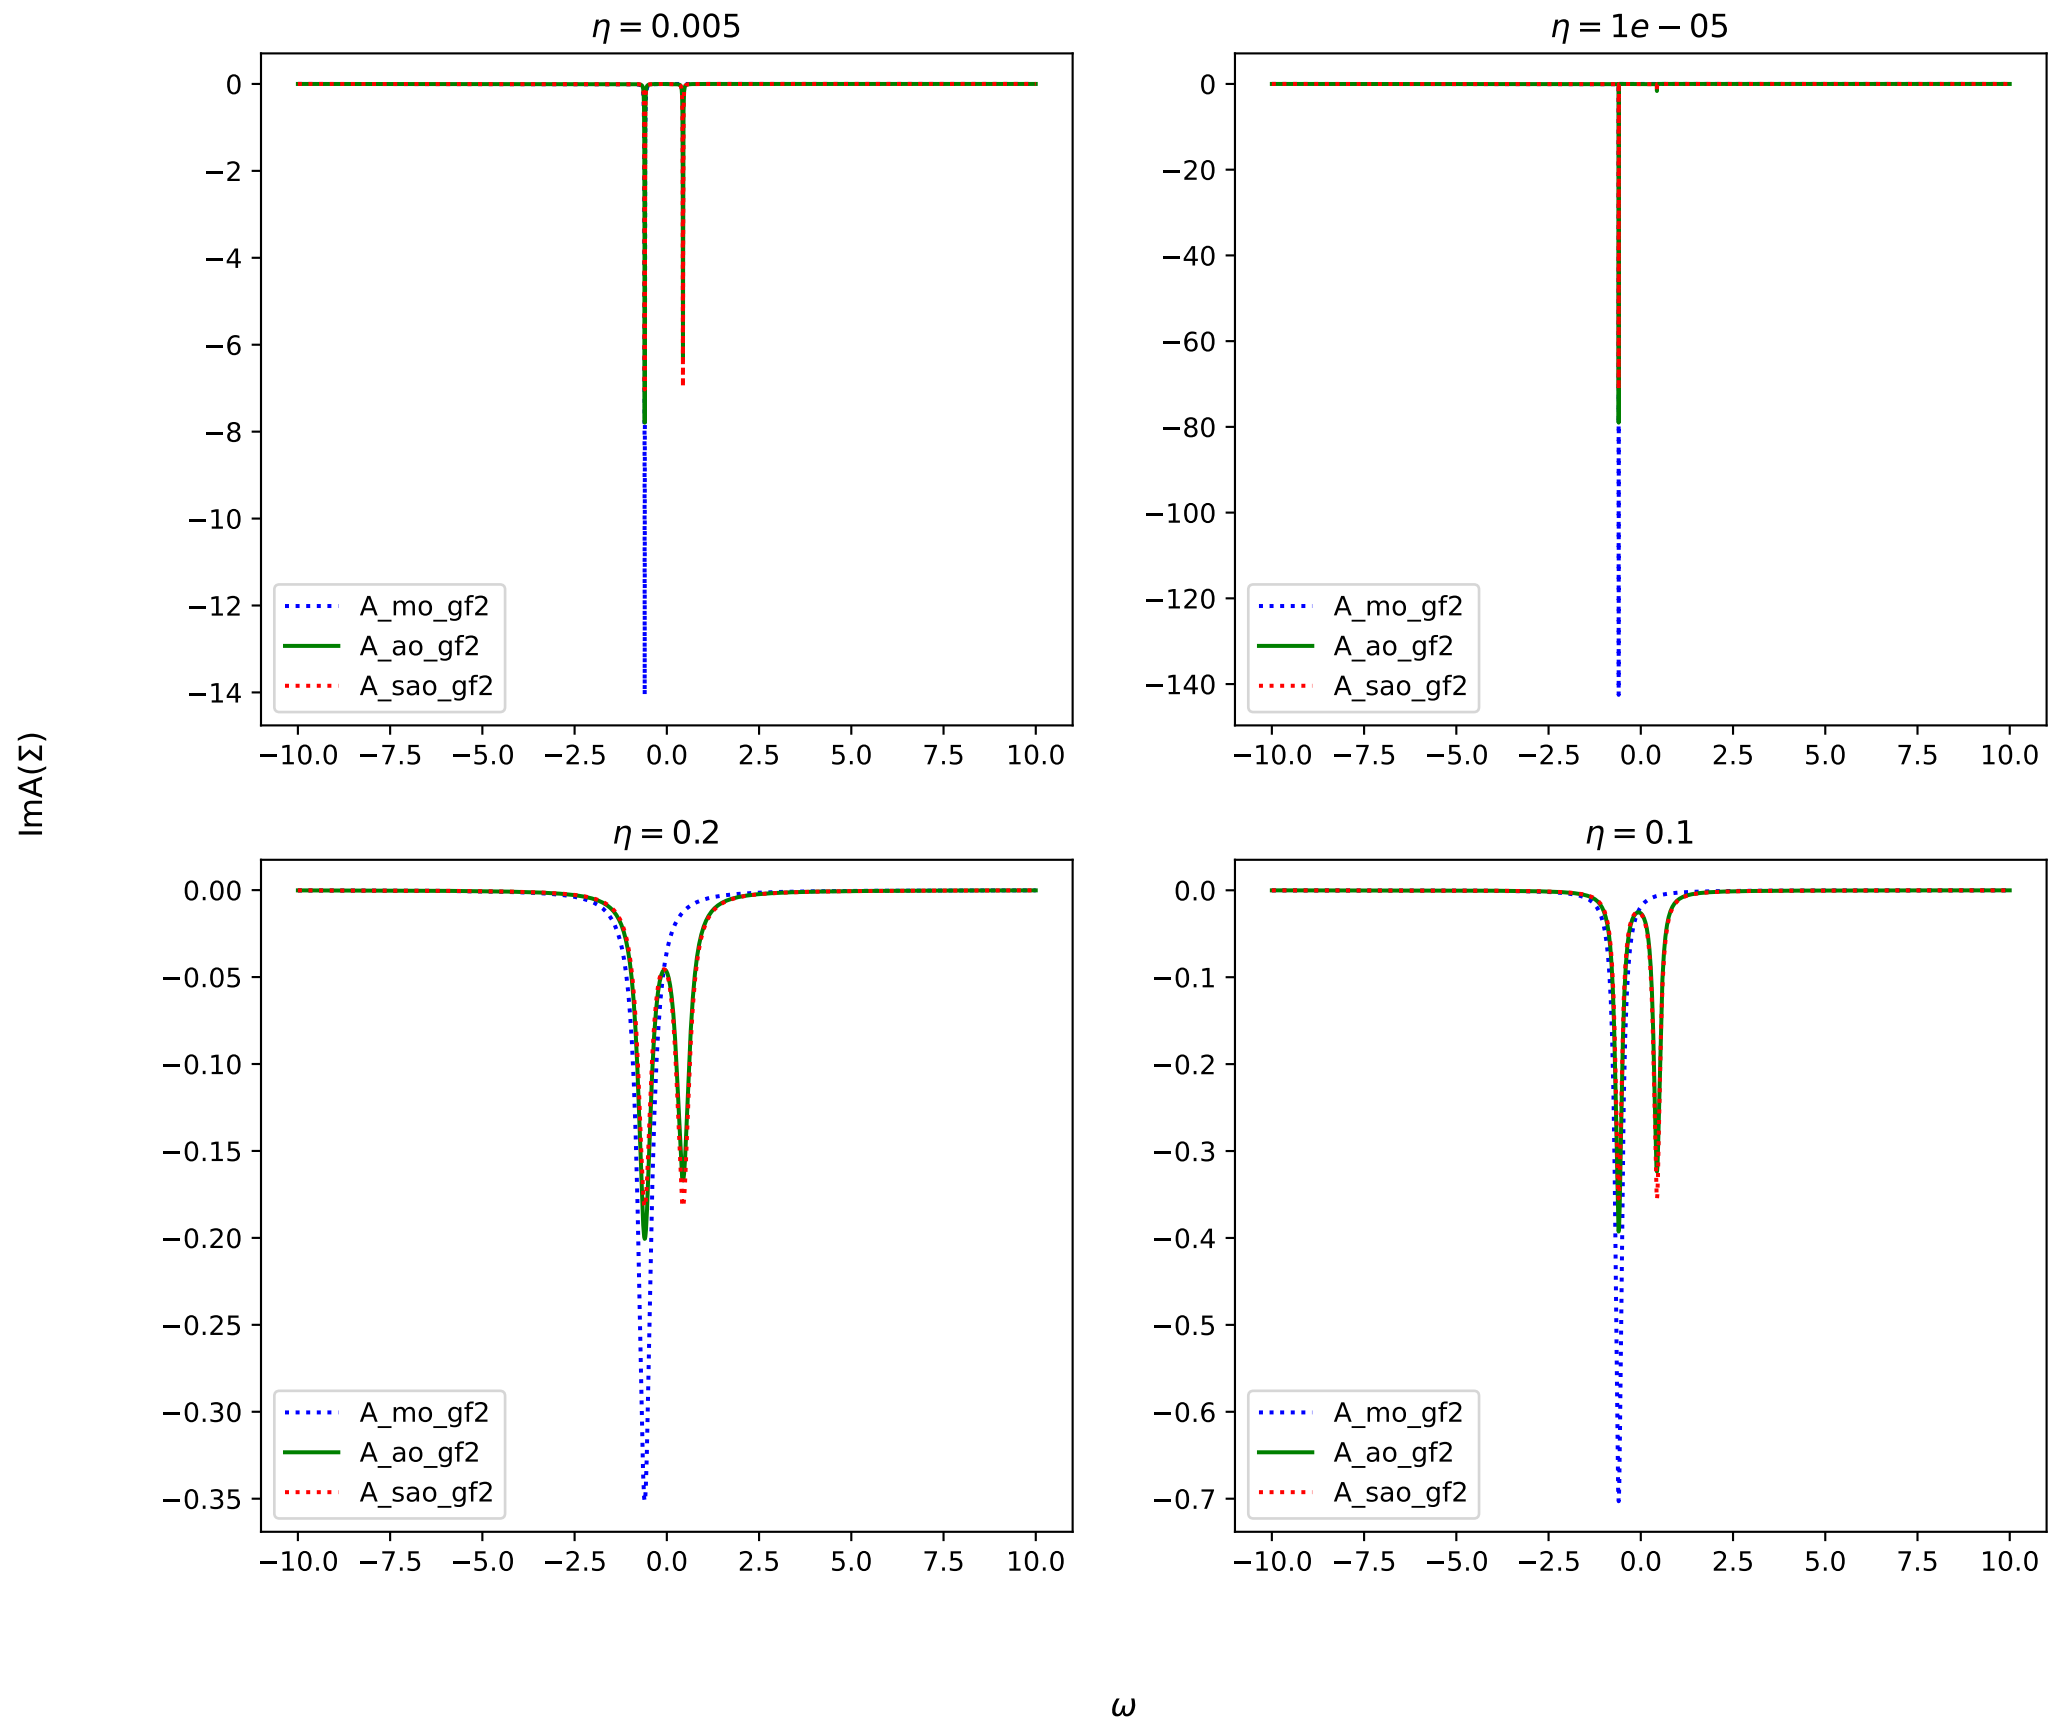 η = 0.005
0
−2
−4
−6
−8
−10
−12
−14
A_mo_gf2
A_ao_gf2
A_sao_gf2
−10.0 −7.5 −5.0 −2.5 0.0 2.5 5.0 7.5 10.0
η = 1e − 05
0
−20
−40
−60
−80
−100
−120
−140
A_mo_gf2
A_ao_gf2
A_sao_gf2
−10.0 −7.5 −5.0 −2.5 0.0 2.5 5.0 7.5 10.0
ImA(Σ)
η = 0.2
0.00
−0.05
−0.10
−0.15
−0.20
−0.25
−0.30
−0.35
A_mo_gf2
A_ao_gf2
A_sao_gf2
−10.0 −7.5 −5.0 −2.5 0.0 2.5 5.0 7.5 10.0
η = 0.1
0.0
−0.1
−0.2
−0.3
−0.4
−0.5
−0.6
−0.7
A_mo_gf2
A_ao_gf2
A_sao_gf2
−10.0 −7.5 −5.0 −2.5 0.0 2.5 5.0 7.5 10.0
ω